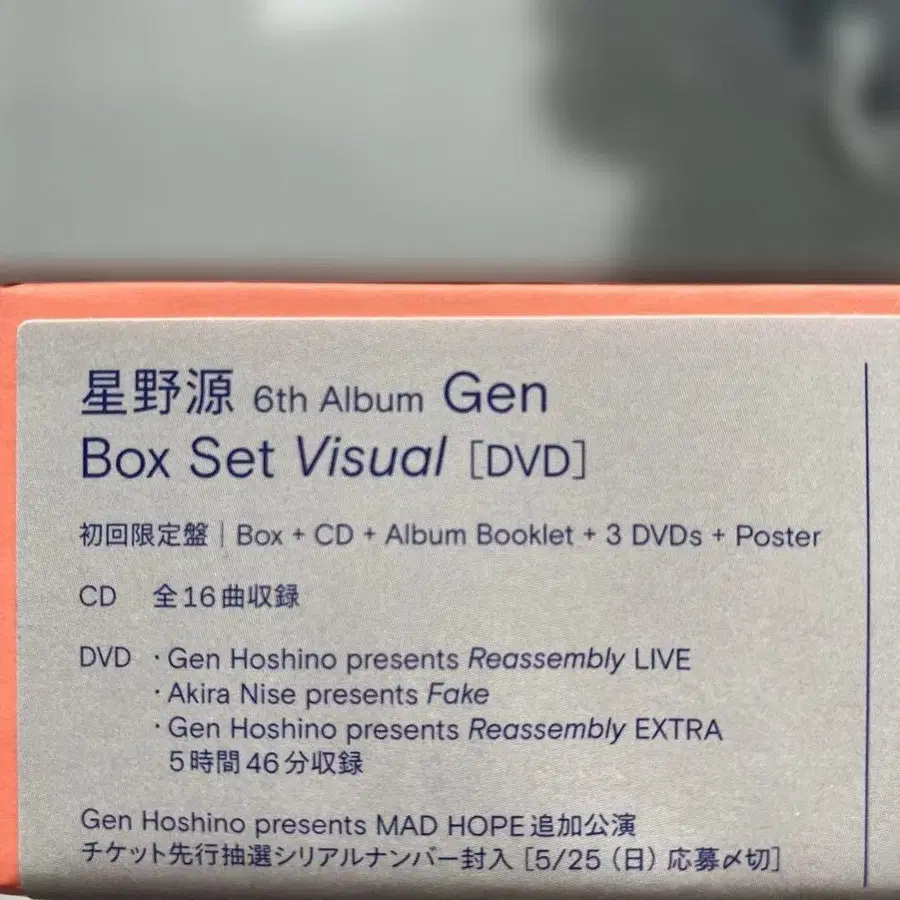 星野源 6th Album Gen
Box Set Visual [DVD]
初回限定盤｜Box + CD + Album Booklet + 3 DVDs + Poster
CD 全16曲収録
DVD ・Gen Hoshino presents Reassembly LIVE
・Akira Nise presents Fake
・Gen Hoshino presents Reassembly EXTRA
5時間46分収録
Gen Hoshino presents MAD HOPE追加公演
チケット先行抽選シリアルナンバー封入 [5/25（日）応募〆切]